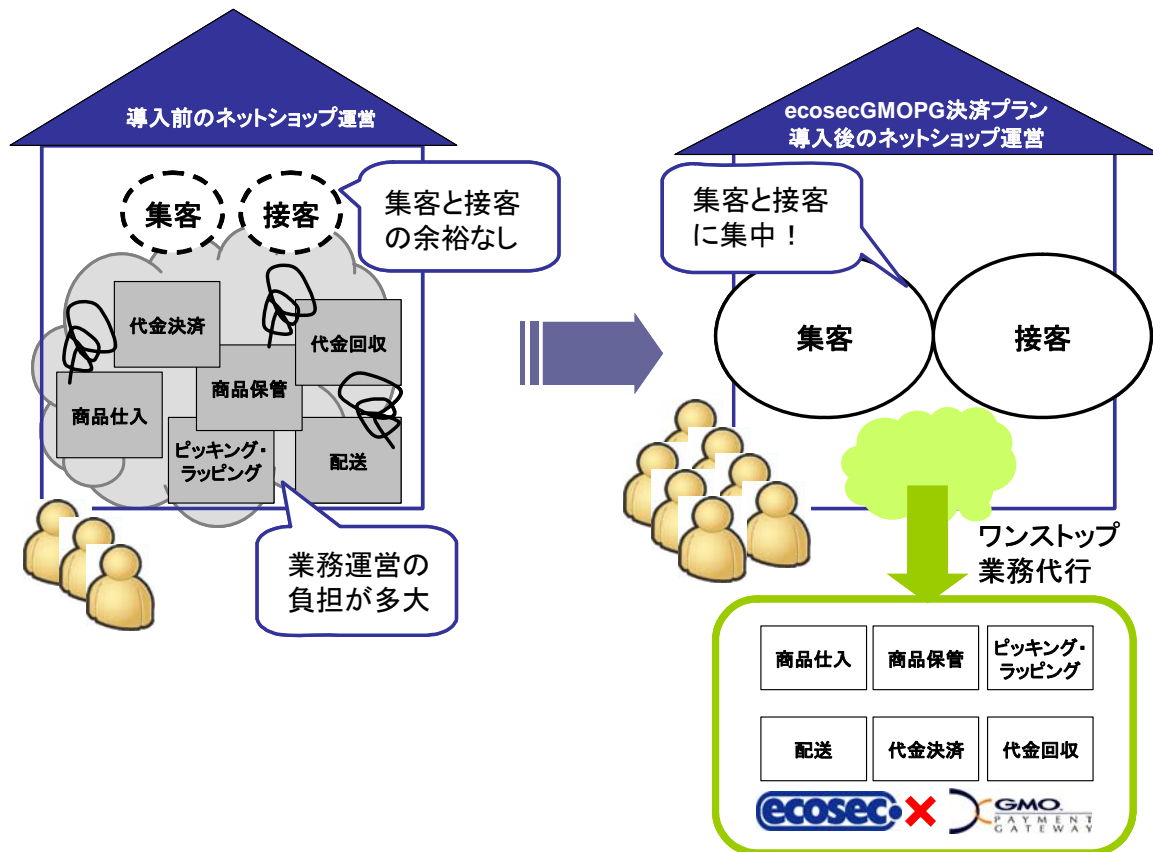 導入前のネットショップ運営
集客
接客
集客と接客
の余裕なし
代金決済
代金回収
商品保管
商品仕入
ピッキング・
ラッピング
配送
業務運営の
負担が多大
ecosecGMOPG決済プラン
導入後のネットショップ運営
集客と接客
に集中！
集客
接客
ワンストップ
業務代行
商品仕入
商品保管
ピッキング・
ラッピング
配送
代金決済
代金回収
ecosec
GMO
PAYMENT
GATEWAY